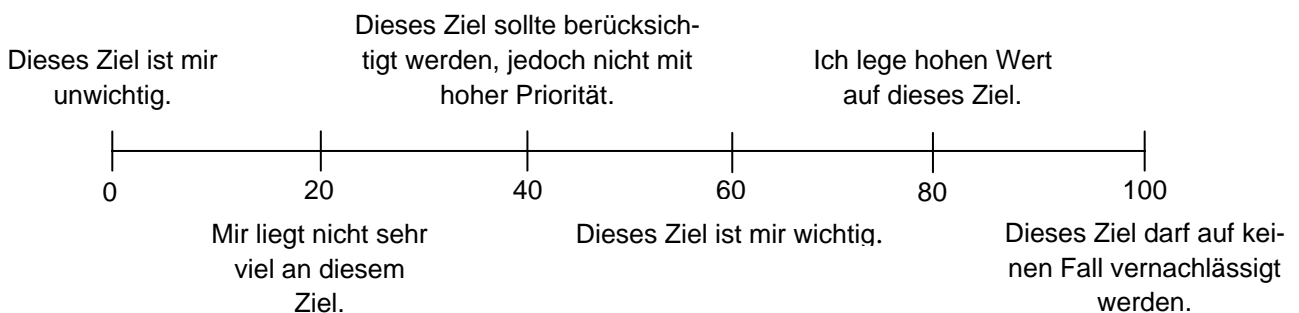 Dieses Ziel ist mir
unwichtig.
Dieses Ziel sollte berücksich-
tigt werden, jedoch nicht mit
hoher Priorität.
Ich lege hohen Wert
auf dieses Ziel.
0
20
40
60
80
100
Mir liegt nicht sehr
viel an diesem
Ziel.
Dieses Ziel ist mir wichtig.
Dieses Ziel darf auf kei-
nen Fall vernachlässigt
werden.